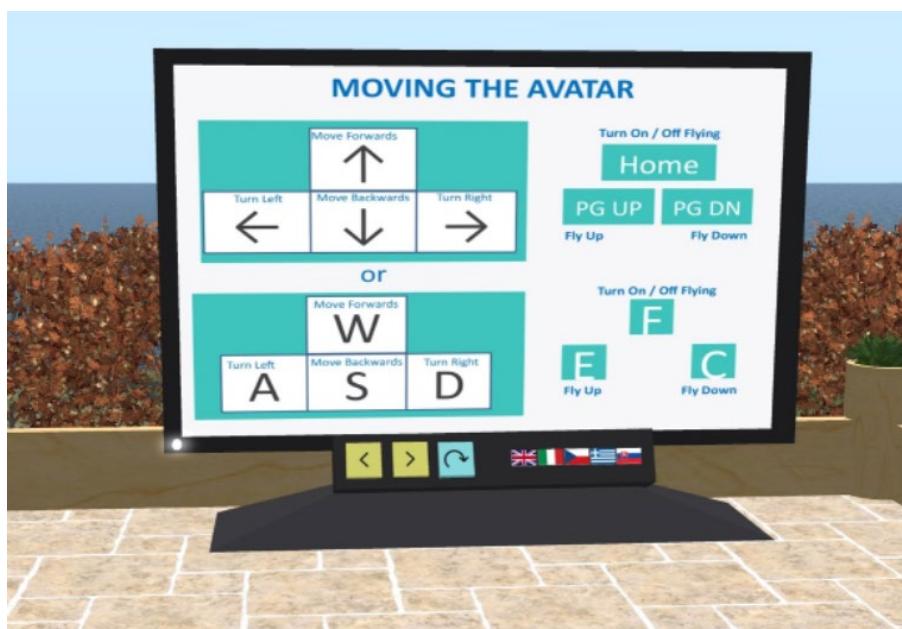 MOVING THE AVATAR
Move Forwards
↑
Turn Left Move Backwards Turn Right
← ↓ →
or
Move Forwards
W
Turn Left Move Backwards Turn Right
A S D
Turn On / Off Flying
Home
PG UP PG DN
Fly Up Fly Down
Turn On / Off Flying
F
E C
Fly Up Fly Down
< >